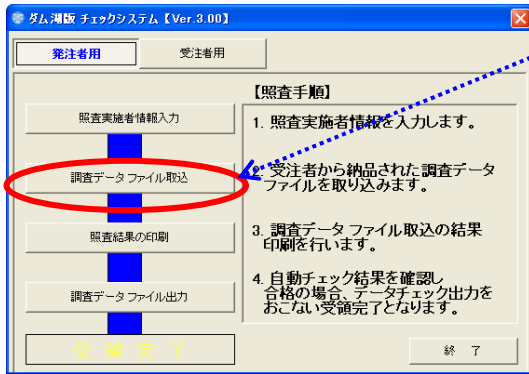 ダム湖版 チェックシステム【Ver.3.00】
発注者用
受注者用
照査実施者情報入力
調査データファイル取込
照査結果の印刷
調査データファイル出力
受 領 完 了
【照査手順】
1. 照査実施者情報を入力します。
2. 受注者から納品された調査データ
ファイルを取り込みます。
3. 調査データファイル取込の結果
印刷を行います。
4. 自動チェック結果を確認し
合格の場合、データチェック出力を
おこない受領完了となります。
終 了